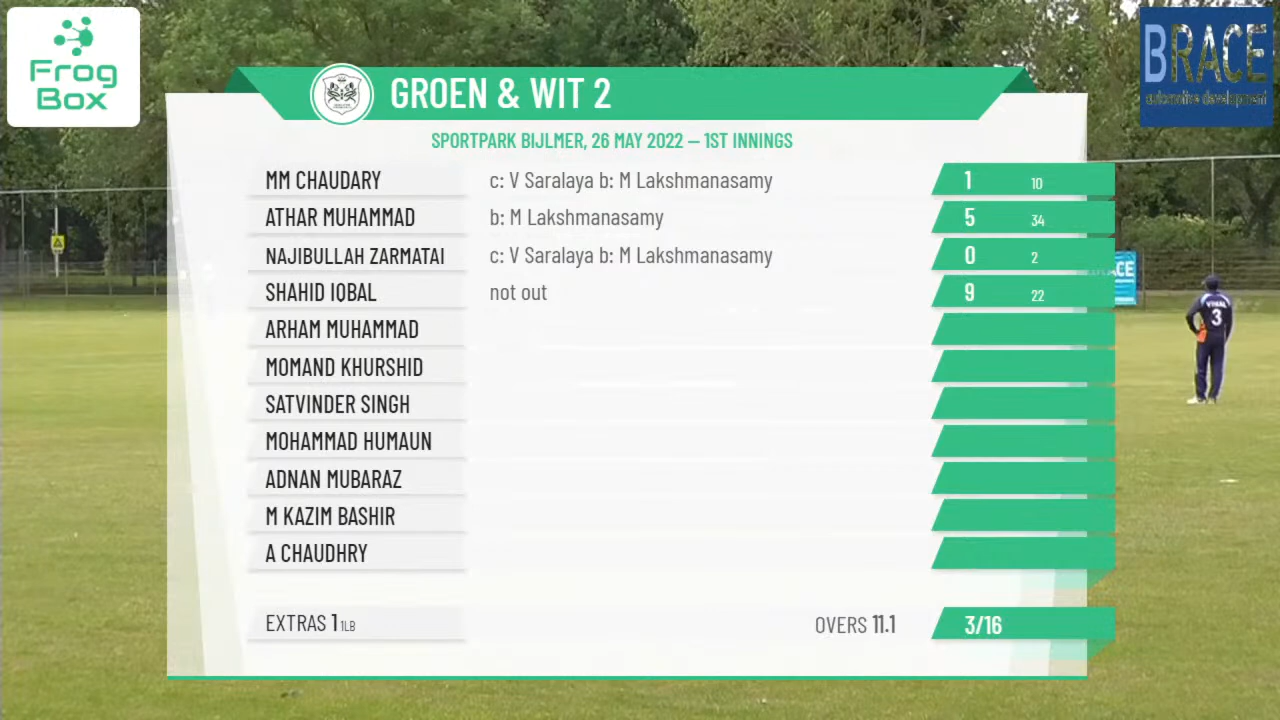 Frog
Box
BRACE
automotive development
GROEN & WIT 2
SPORTPARK BIJLMER, 26 MAY 2022 – 1ST INNINGS
MM CHAUDARY c: V Saralaya b: M Lakshmanasamy 1 10
ATHAR MUHAMMAD b: M Lakshmanasamy 5 34
NAJIBULLAH ZARMATAI c: V Saralaya b: M Lakshmanasamy 0 2
SHAHID IQBAL not out 9 22
ARHAM MUHAMMAD
MOMAND KHURSHID
SATVINDER SINGH
MOHAMMAD HUMAUN
ADNAN MUBARAZ
M KAZIM BASHIR
A CHAUDHRY
EXTRAS 1 1LB OVERS 11.1 3/16
ACE
3